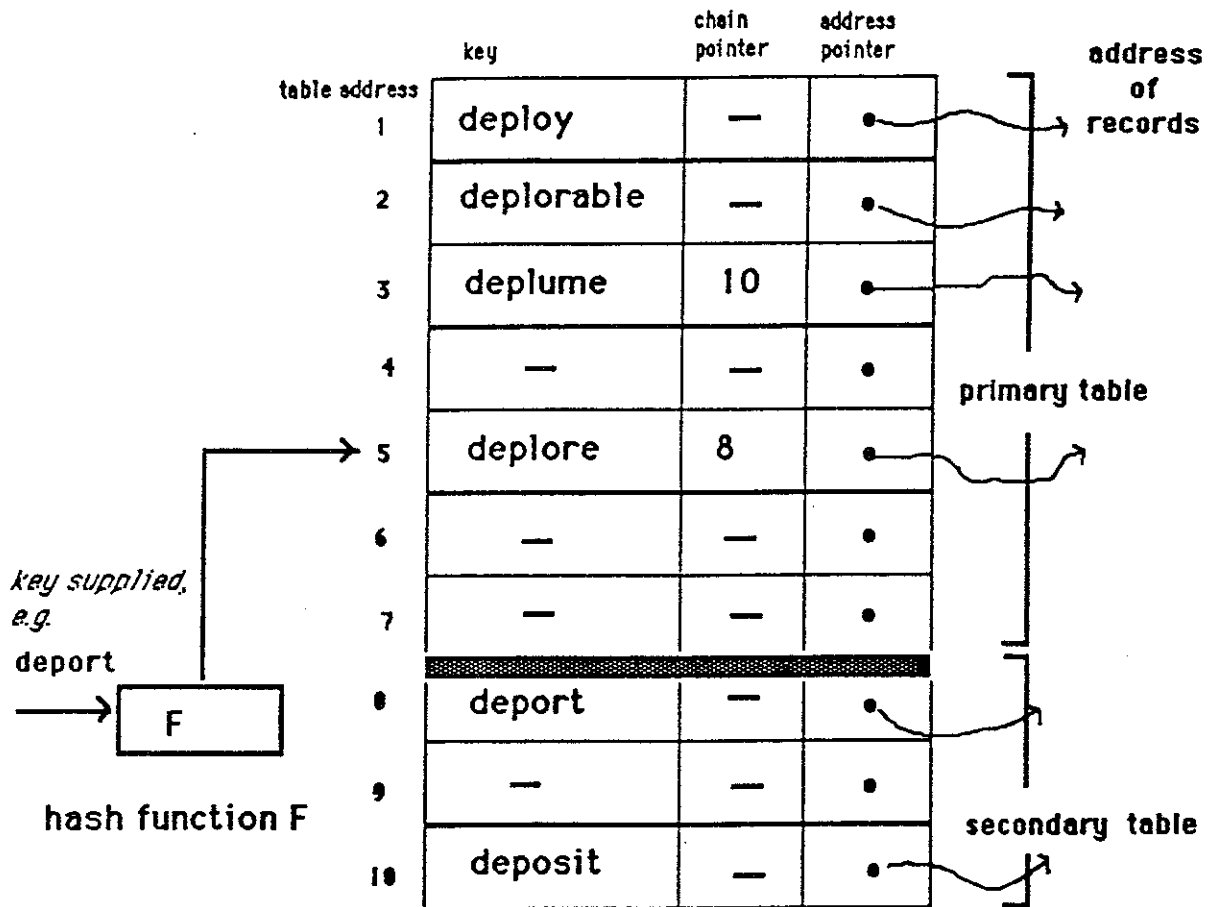 key
chain pointer
address pointer
table address
address of records
1 deploy —
2 deplorable —
3 deplume 10
4 — —
primary table
5 deplore 8
6 — —
key supplied, e.g.
7 — —
deport
F
hash function F
8 deport —
9 — —
secondary table
10 deposit —